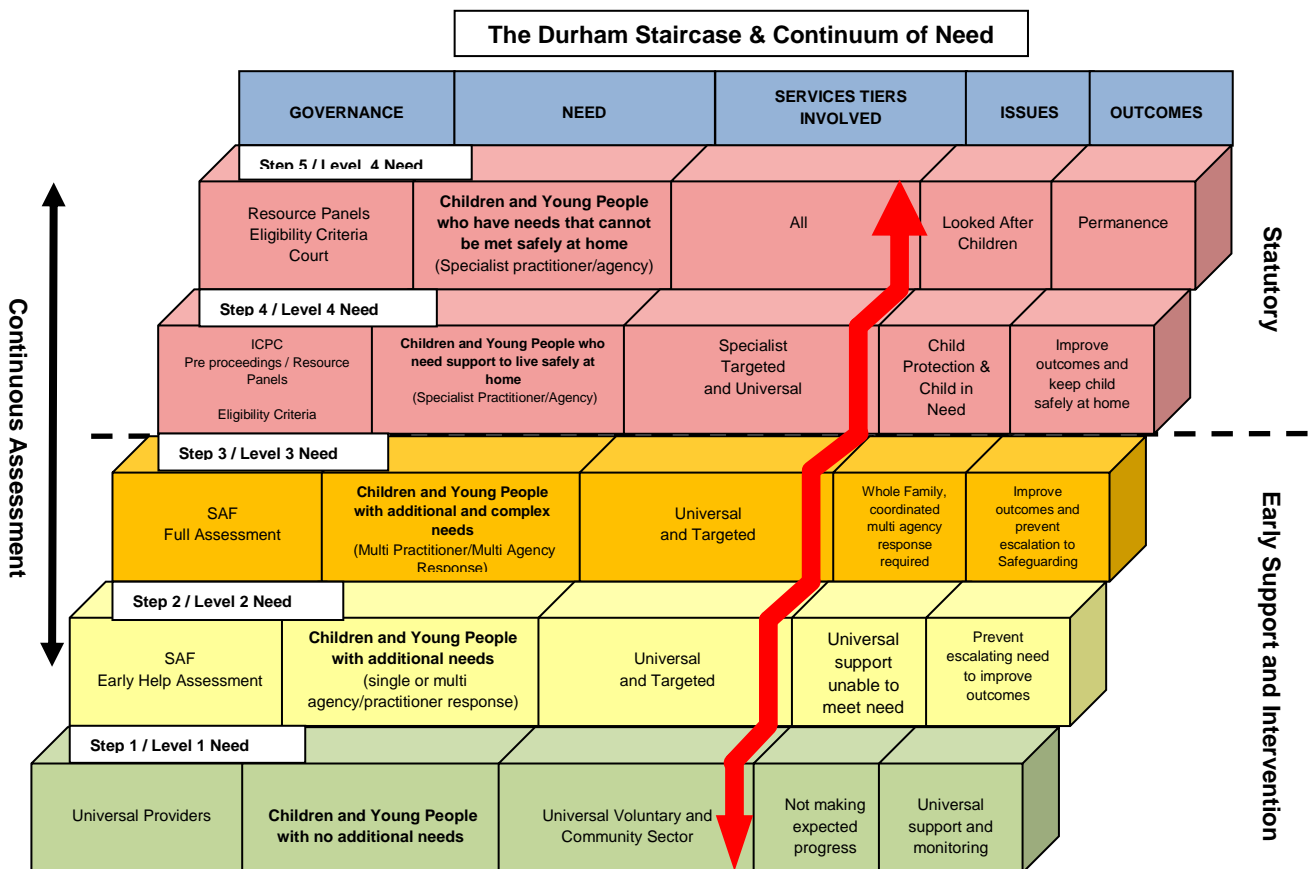 The Durham Staircase & Continuum of Need
GOVERNANCE
NEED
SERVICES TIERS
INVOLVED
ISSUES
OUTCOMES
Step 5 / Level 4 Need
Resource Panels
Eligibility Criteria
Court
Children and Young People
who have needs that cannot
be met safely at home
(Specialist practitioner/agency)
All
Looked After
Children
Permanence
Step 4 / Level 4 Need
ICPC
Pre proceedings / Resource
Panels
Eligibility Criteria
Children and Young People who
need support to live safely at
home
(Specialist Practitioner/Agency)
Specialist
Targeted
and Universal
Child
Protection &
Child in
Need
Improve
outcomes and
keep child
safely at home
Step 3 / Level 3 Need
SAF
Full Assessment
Children and Young People
with additional and complex
needs
(Multi Practitioner/Multi Agency
Response)
Universal
and Targeted
Whole Family,
coordinated
multi agency
response
required
Improve
outcomes and
prevent
escalation to
Safeguarding
Step 2 / Level 2 Need
SAF
Early Help Assessment
Children and Young People
with additional needs
(single or multi
agency/practitioner response)
Universal
and Targeted
Universal
support
unable to
meet need
Prevent
escalating need
to improve
outcomes
Step 1 / Level 1 Need
Universal Providers
Children and Young People
with no additional needs
Universal Voluntary and
Community Sector
Not making
expected
progress
Universal
support and
monitoring
Continuous Assessment
Statutory
Early Support and Intervention